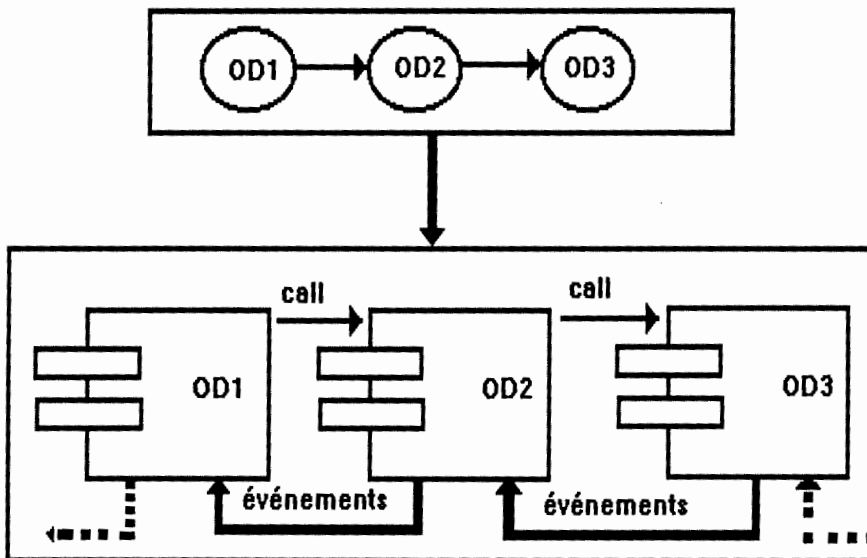 OD1
OD2
OD3
call
call
OD1
OD2
OD3
événements
événements